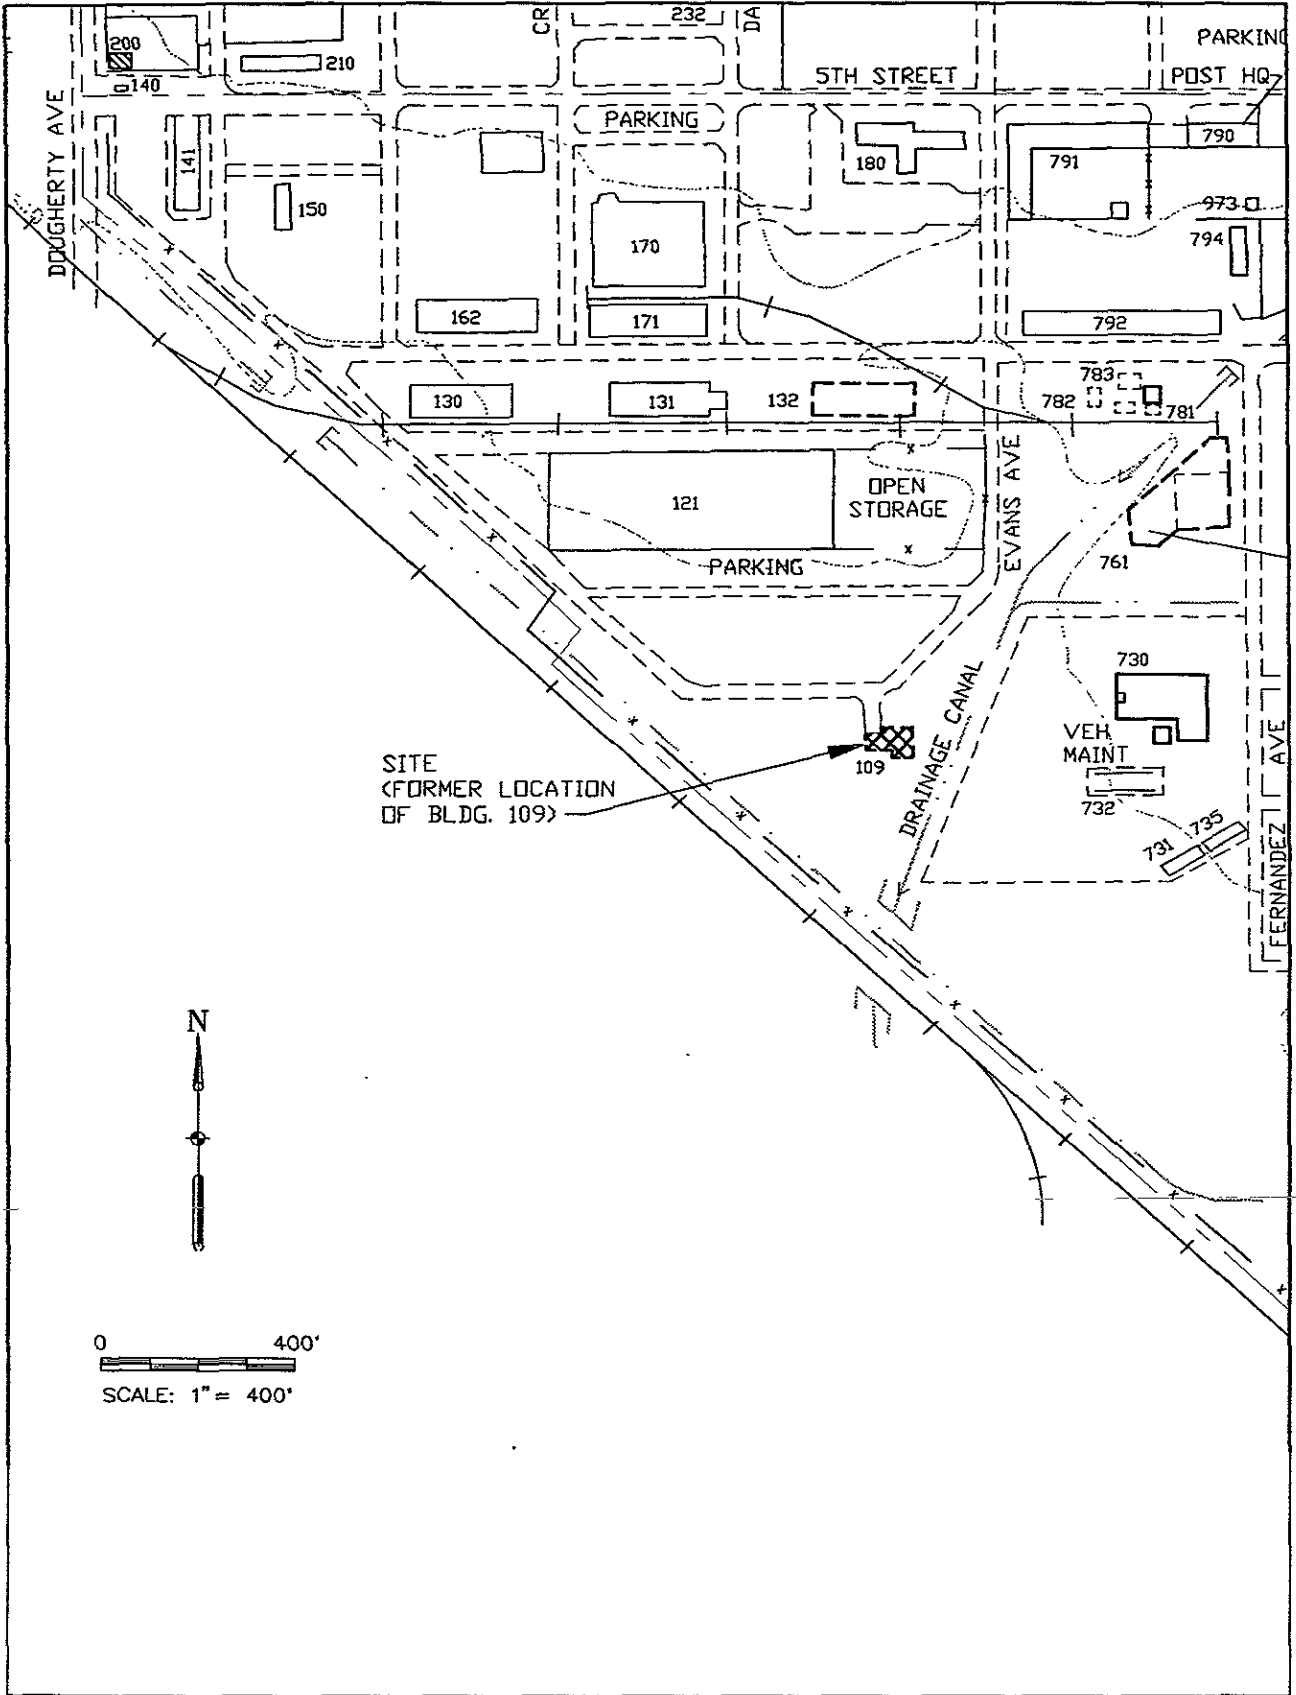 CR
232
DA
PARKING
200
210
5TH STREET
POST HQ
140
DOUGHERTY AVE
PARKING
141
180
791
790
150
973
170
794
162
171
792
783
130
131
132
782
781
EVANS AVE
OPEN
STORAGE
121
PARKING
761
730
DRAINAGE CANAL
VEH
MAINT
SITE
(FORMER LOCATION
OF BLDG. 109)
109
732
731
735
FERNANDEZ AVE
N
0 400'
SCALE: 1" = 400'